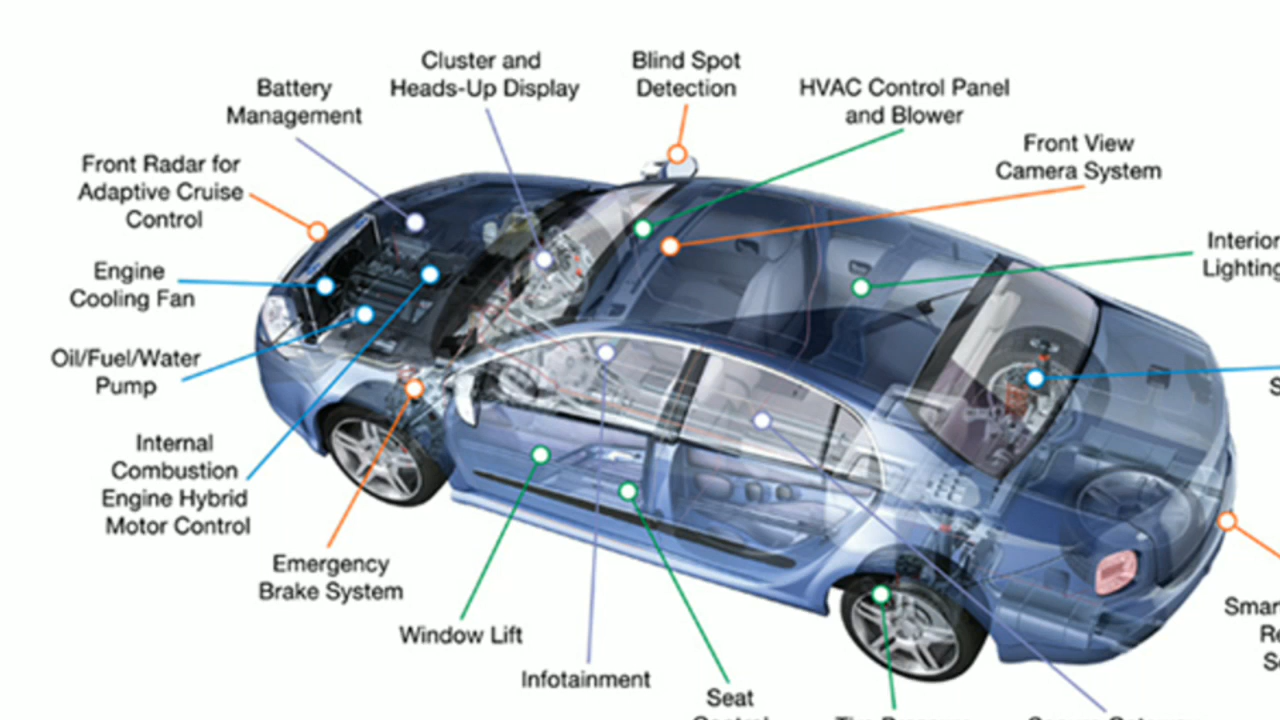 Cluster and
Heads-Up Display
Blind Spot
Detection
Battery
Management
HVAC Control Panel
and Blower
Front View
Camera System
Front Radar for
Adaptive Cruise
Control
Interior
Engine
Cooling Fan
Oil/Fuel/Water
Pump
Internal
Combustion
Engine Hybrid
Motor Control
Emergency
Brake System
Window Lift
Infotainment
Seat